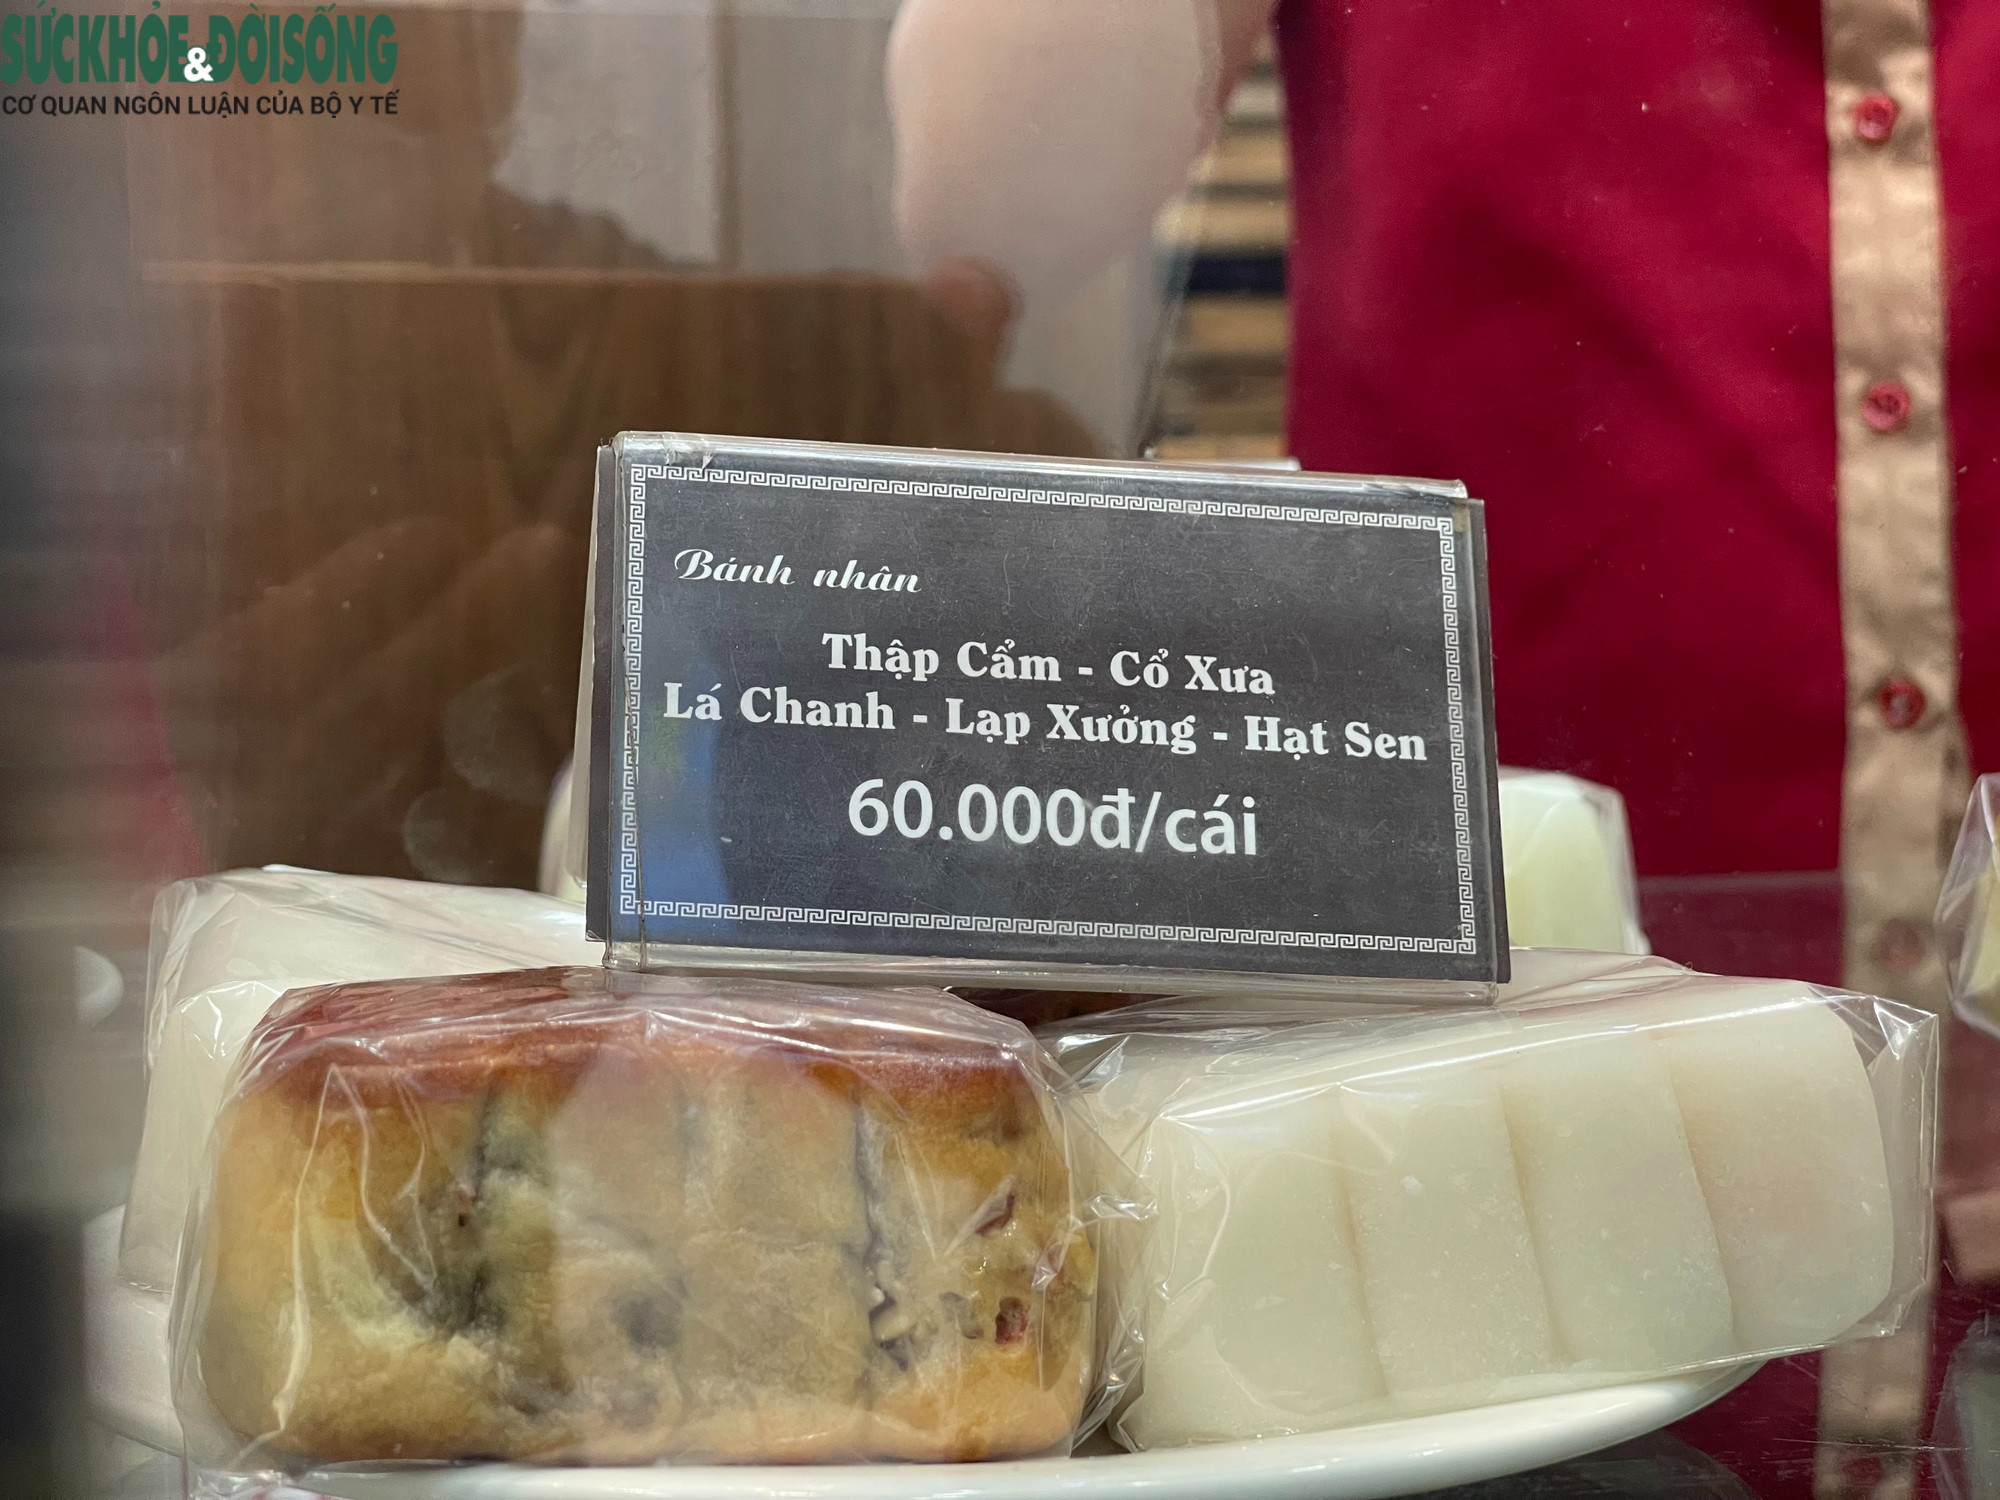 SỨCKHỎE&ĐỜISỐNG
CƠ QUAN NGÔN LUẬN CỦA BỘ Y TẾ
Bánh nhân
Thập Cẩm - Cổ Xưa
Lá Chanh - Lạp Xưởng - Hạt Sen
60.000đ/cái